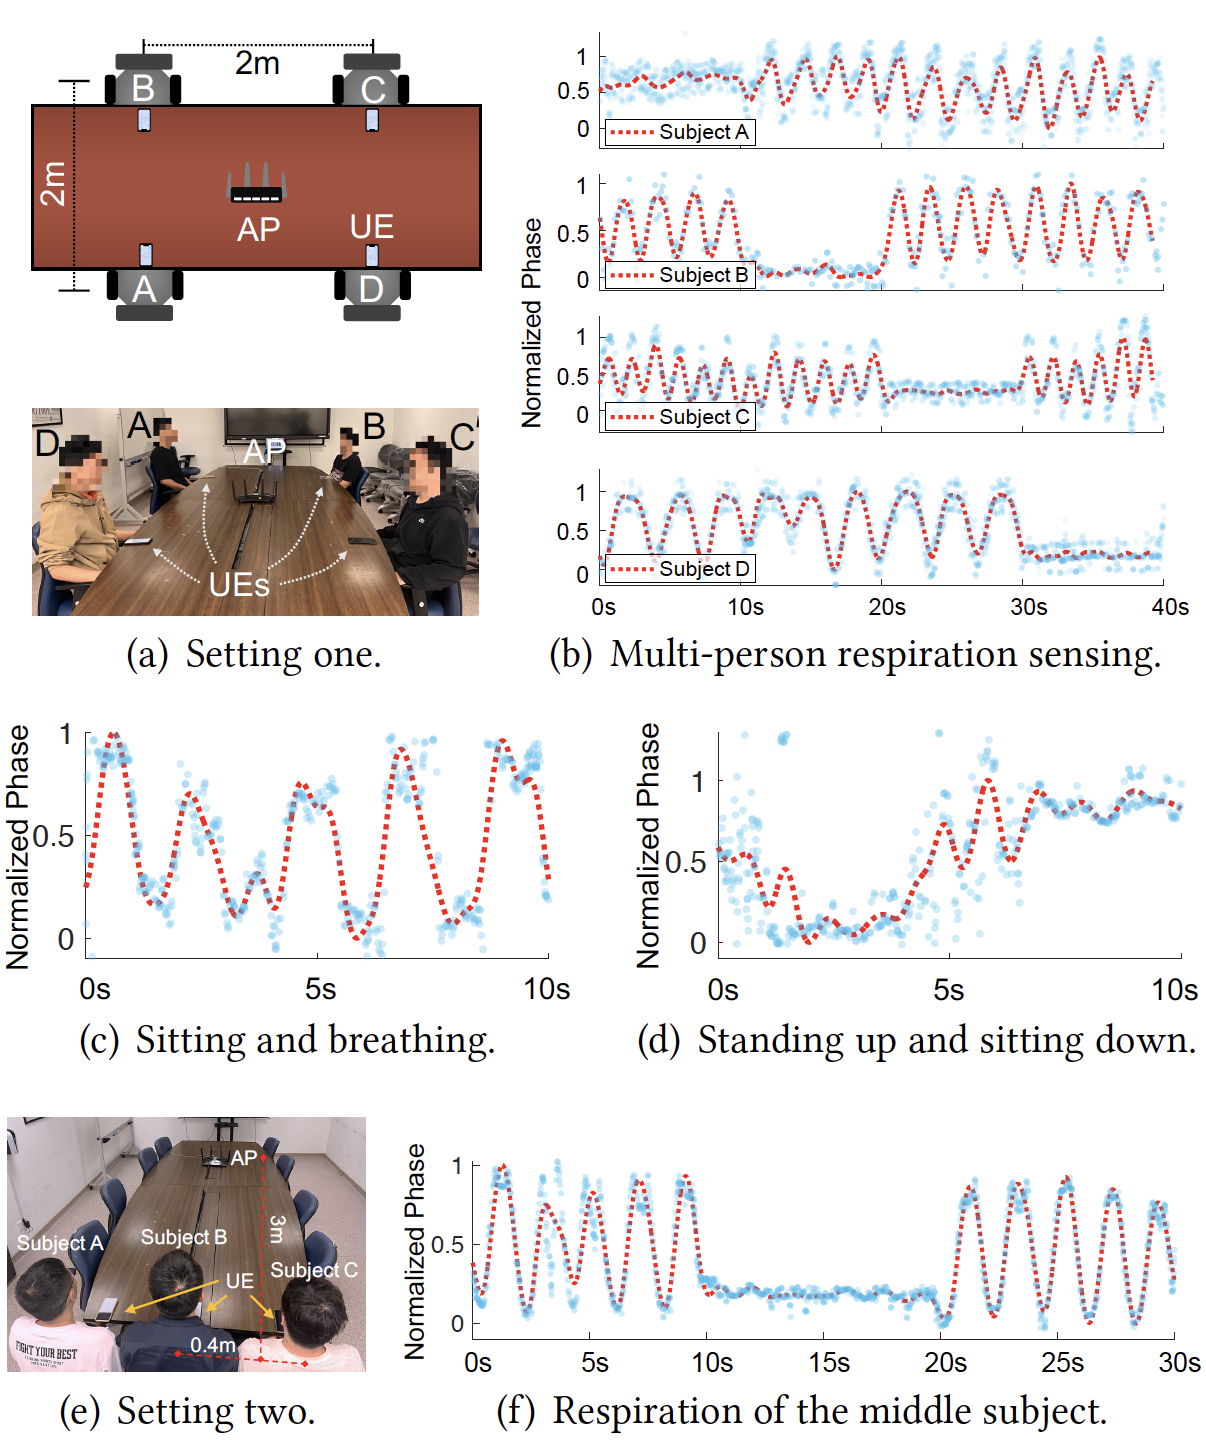 B
2m
C
2m
AP
UE
A
D
D
A
AP
B
C
UEs
(a) Setting one.
Normalized Phase
1
0.5
0
Subject A
1
0.5
0
Subject B
1
0.5
0
Subject C
1
0.5
0
Subject D
0s 10s 20s 30s 40s
(b) Multi-person respiration sensing.
Normalized Phase
1
0.5
0
0s 5s 10s
(c) Sitting and breathing.
Normalized Phase
1
0.5
0
0s 5s 10s
(d) Standing up and sitting down.
AP
3m
Subject A
Subject B
Subject C
UE
0.4m
FIGHT YOUR BEST
(e) Setting two.
Normalized Phase
1
0.5
0
0s 5s 10s 15s 20s 25s 30s
(f) Respiration of the middle subject.